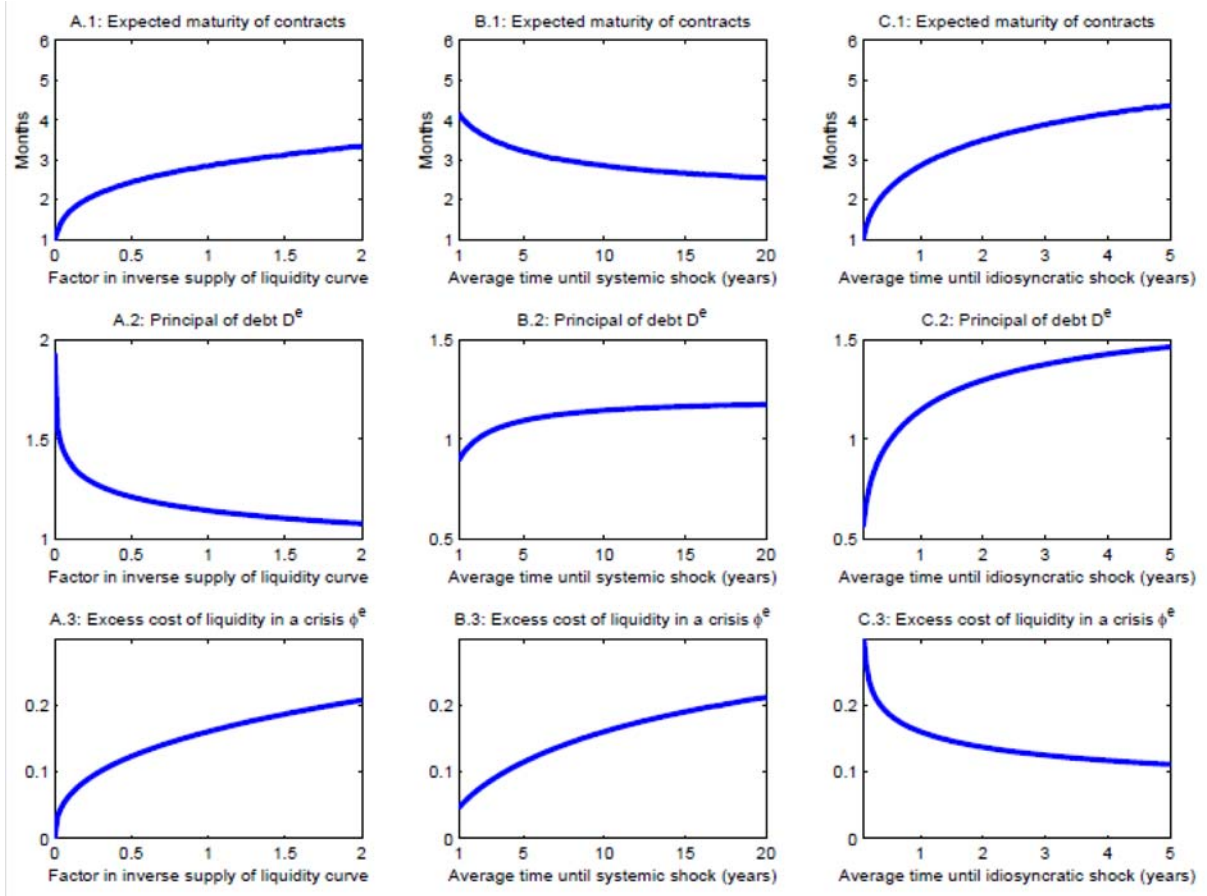 A.1: Expected maturity of contracts
6
5
4
3
2
1
Months
0 0.5 1 1.5 2
Factor in inverse supply of liquidity curve
B.1: Expected maturity of contracts
6
5
4
3
2
1
Months
1 5 10 15 20
Average time until systemic shock (years)
C.1: Expected maturity of contracts
6
5
4
3
2
1
Months
1 2 3 4 5
Average time until idiosyncratic shock (years)
A.2: Principal of debt Dᵉ
2
1.5
1
0 0.5 1 1.5 2
Factor in inverse supply of liquidity curve
B.2: Principal of debt Dᵉ
1.5
1
0.5
1 5 10 15 20
Average time until systemic shock (years)
C.2: Principal of debt Dᵉ
1.5
1
0.5
1 2 3 4 5
Average time until idiosyncratic shock (years)
A.3: Excess cost of liquidity in a crisis ϕᵉ
0.2
0.1
0
0 0.5 1 1.5 2
Factor in inverse supply of liquidity curve
B.3: Excess cost of liquidity in a crisis ϕᵉ
0.2
0.1
0
1 5 10 15 20
Average time until systemic shock (years)
C.3: Excess cost of liquidity in a crisis ϕᵉ
0.2
0.1
0
1 2 3 4 5
Average time until idiosyncratic shock (years)